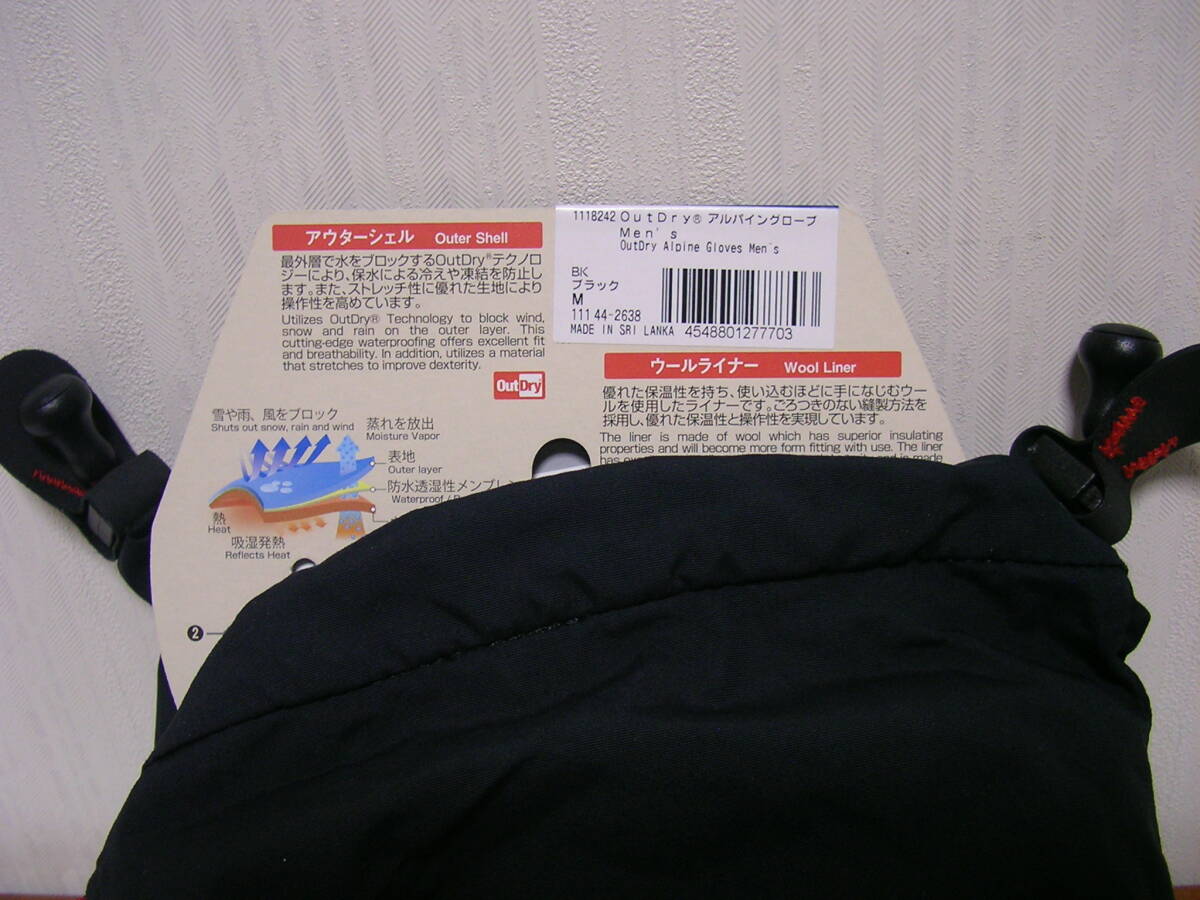 アウターシェル Outer Shell
最外層で水をブロックするOutDry®テクノロ
ジーにより、保水による冷えや凍結を防止し
ます。また、ストレッチ性に優れた生地により
操作性を高めています。
Utilizes OutDry® Technology to block wind,
snow and rain on the outer layer. This
cutting-edge waterproofing offers excellent fit
and breathability. In addition, utilizes a material
that stretches to improve dexterity.
OutDry
1118242 OutDry® アルパイングローブ
Men's
OutDry Alpine Gloves Men's
BK
ブラック
M
111 44-2638
MADE IN SRI LANKA 4548801277703
ウールライナー Wool Liner
優れた保温性を持ち、使い込むほどに手になじむウー
ルを使用したライナーです。ごろつきのない縫製方法を
採用し、優れた保温性と操作性を実現しています。
The liner is made of wool which has superior insulating
properties and will become more form fitting with use. The liner
雪や雨、風をブロック
Shuts out snow, rain and wind
蒸れを放出
Moisture Vapor
表地
Outer layer
防水透湿性メンブレン
Waterproof /
熱
Heat
吸湿発熱
Reflects Heat
2